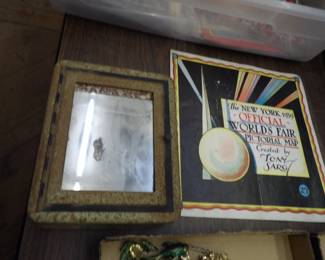 The NEW YORK 1939
OFFICIAL
WORLD'S FAIR
PICTORIAL MAP
Created by
TONY
SARG